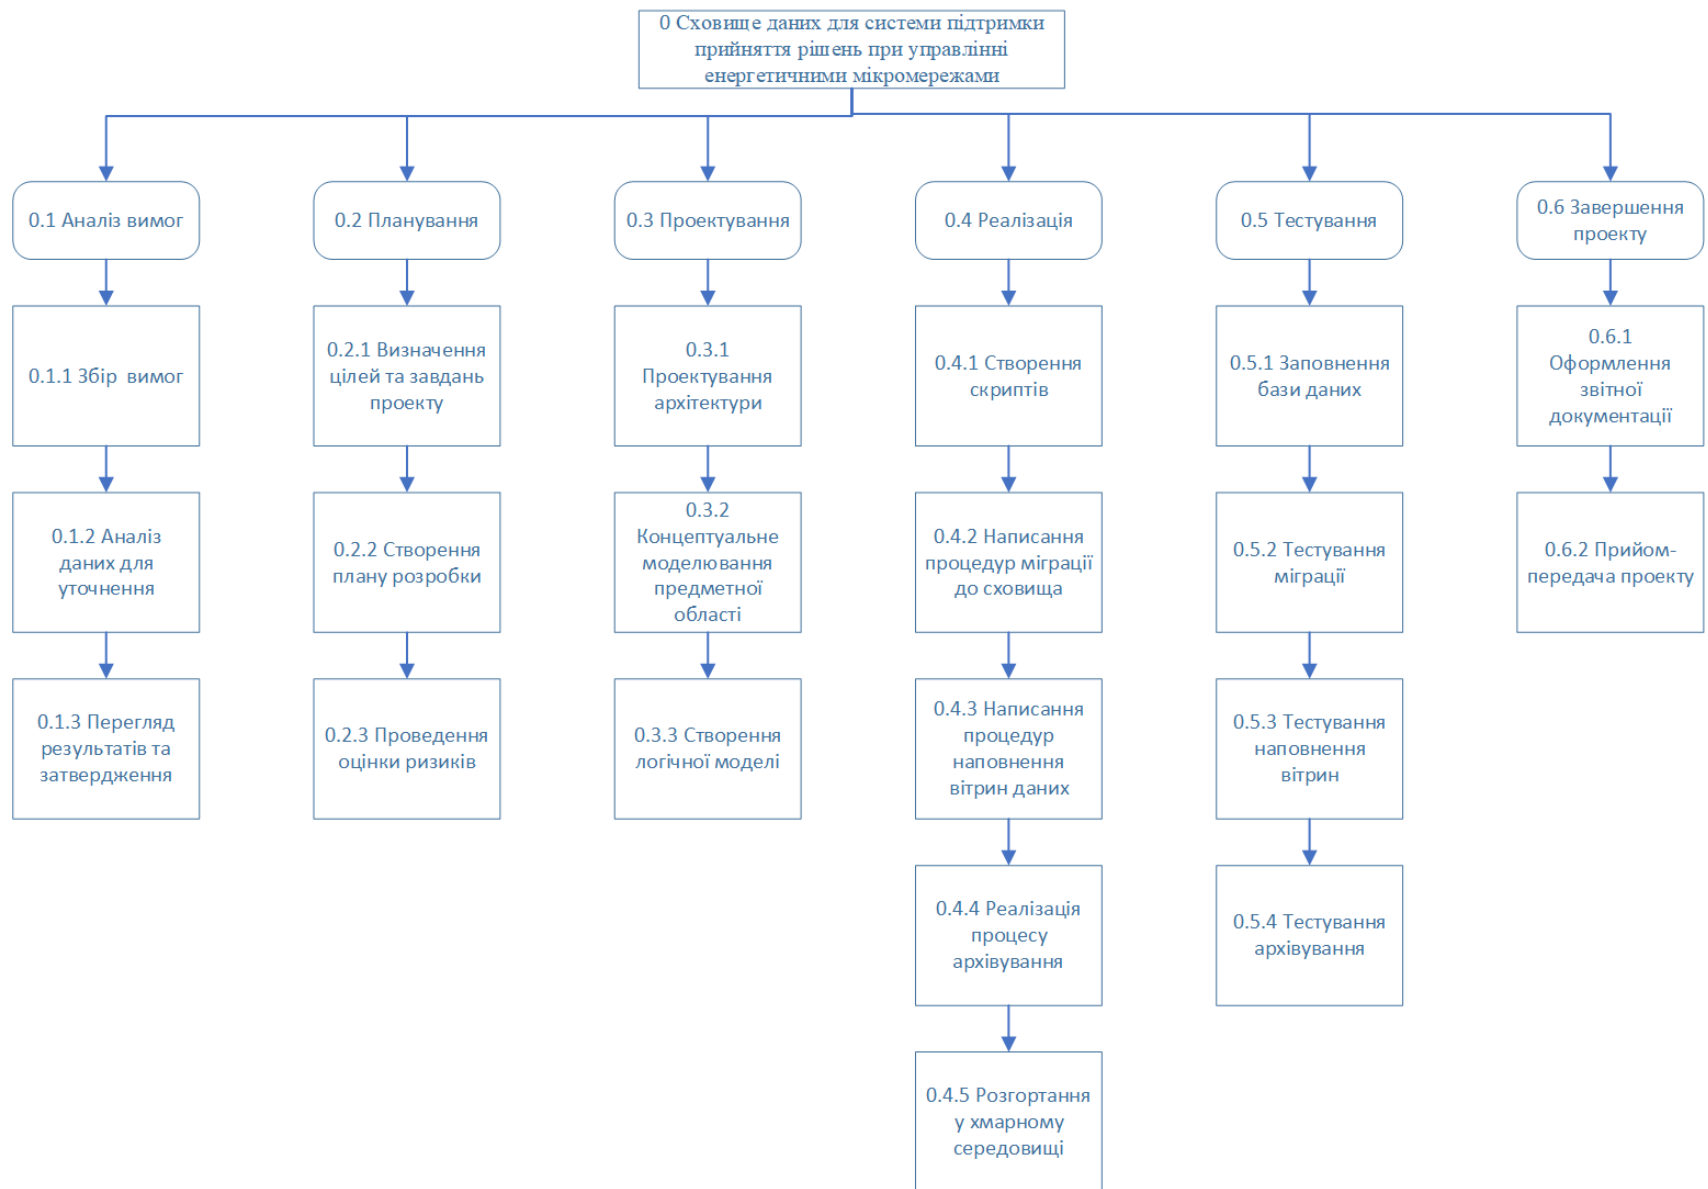 0 Сховище даних для системи підтримки
прийняття рішень при управлінні
енергетичними мікромережами
0.1 Аналіз вимог
0.2 Планування
0.3 Проектування
0.4 Реалізація
0.5 Тестування
0.6 Завершення
проекту
0.1.1 Збір  вимог
0.2.1 Визначення
цілей та завдань
проекту
0.3.1
Проектування
архітектури
0.4.1 Створення
скриптів
0.5.1 Заповнення
бази даних
0.6.1
Оформлення
звітної
документації
0.1.2 Аналіз
даних для
уточнення
0.2.2 Створення
плану розробки
0.3.2
Концептуальне
моделювання
предметної
області
0.4.2 Написання
процедур міграції
до сховища
0.5.2 Тестування
міграції
0.6.2 Прийом-
передача проекту
0.1.3 Перегляд
результатів та
затвердження
0.2.3 Проведення
оцінки ризиків
0.3.3 Створення
логічної моделі
0.4.3 Написання
процедур
наповнення
вітрин даних
0.5.3 Тестування
наповнення
вітрин
0.4.4 Реалізація
процесу
архівування
0.5.4 Тестування
архівування
0.4.5 Розгортання
у хмарному
середовищі